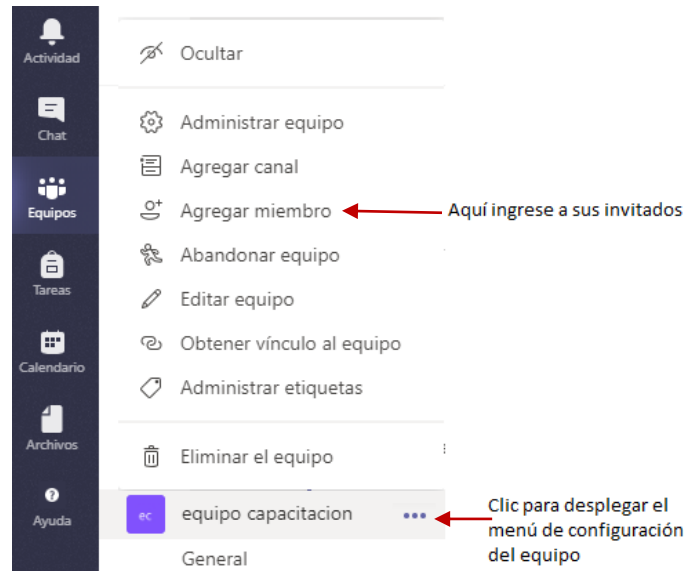 Actividad
Chat
Equipos
Tareas
Calendario
Archivos
Ayuda
Ocultar
Administrar equipo
Agregar canal
Agregar miembro
Aquí ingrese a sus invitados
Abandonar equipo
Editar equipo
Obtener vínculo al equipo
Administrar etiquetas
Eliminar el equipo
ec
equipo capacitacion
Clic para desplegar el
menú de configuración
del equipo
General